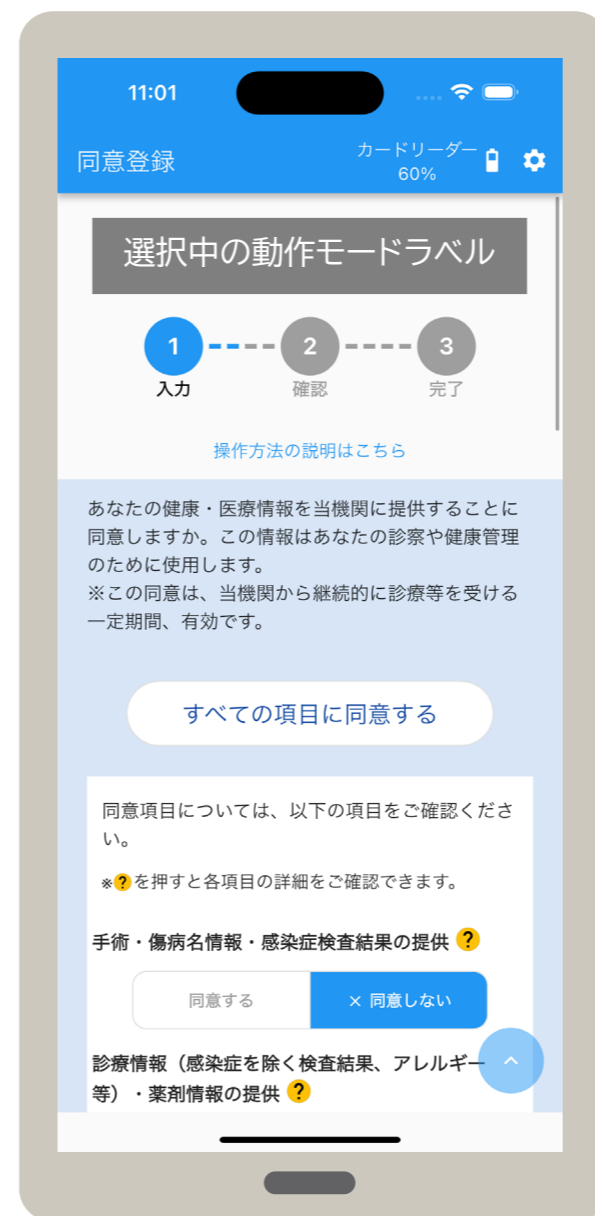 11:01
同意登録
カードリーダー
60%
選択中の動作モードラベル
1 2 3
入力 確認 完了
操作方法の説明はこちら
あなたの健康・医療情報を当機関に提供することに
同意しますか。この情報はあなたの診察や健康管理
のために使用します。
※この同意は、当機関から継続的に診療等を受ける
一定期間、有効です。
すべての項目に同意する
同意項目については、以下の項目をご確認くださ
い。
※?を押すと各項目の詳細をご確認できます。
手術・傷病名情報・感染症検査結果の提供 ?
同意する × 同意しない
診療情報（感染症を除く検査結果、アレルギー
等）・薬剤情報の提供 ?